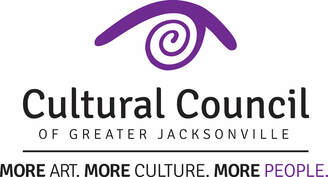 Cultural Council
OF GREATER JACKSONVILLE
MORE ART. MORE CULTURE. MORE PEOPLE.